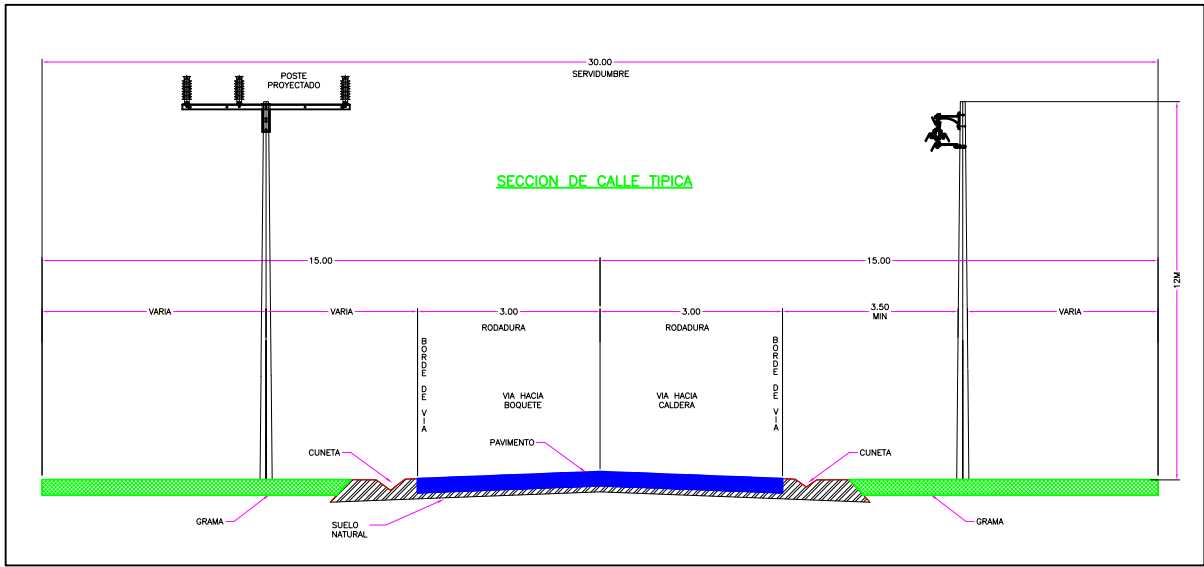 30.00
SERVIDUMBRE
POSTE
PROYECTADO
SECCION DE CALLE TIPICA
15.00
15.00
12M
VARIA
VARIA
3.00
RODADURA
3.00
RODADURA
3.50
MIN
VARIA
BORDE DE VIA
VIA HACIA
BOQUETE
VIA HACIA
CALDERA
BORDE DE VIA
PAVIMENTO
CUNETA
CUNETA
GRAMA
SUELO
NATURAL
GRAMA